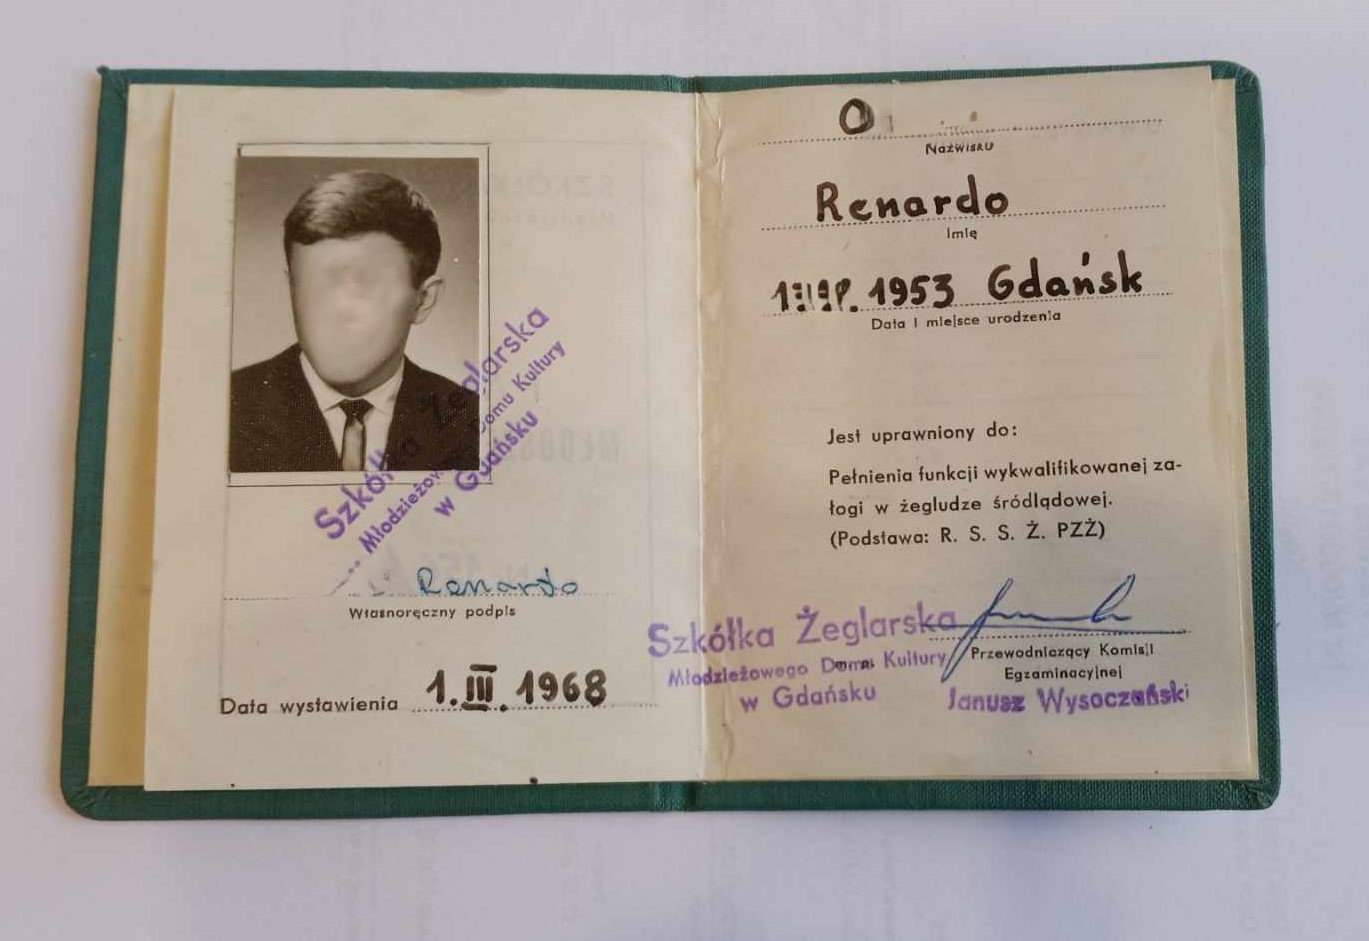 Szkółka Żeglarska
Młodzieżow Domu Kultury
w Gdańsku
Renardo
Własnoręczny podpis
Data wystawienia 1.III.1968
O
Nazwisko
Renardo
Imię
1953 Gdańsk
Data i miejsce urodzenia
Jest uprawniony do:
Pełnienia funkcji wykwalifikowanej za-
łogi w żegludze śródlądowej.
(Podstawa: R. S. S. Ż. PZŻ)
Szkółka Żeglarska
Młodzieżowego Domu Kultury
w Gdańsku
Przewodniczący Komisji
Egzaminacyjnej
Janusz Wysoczański